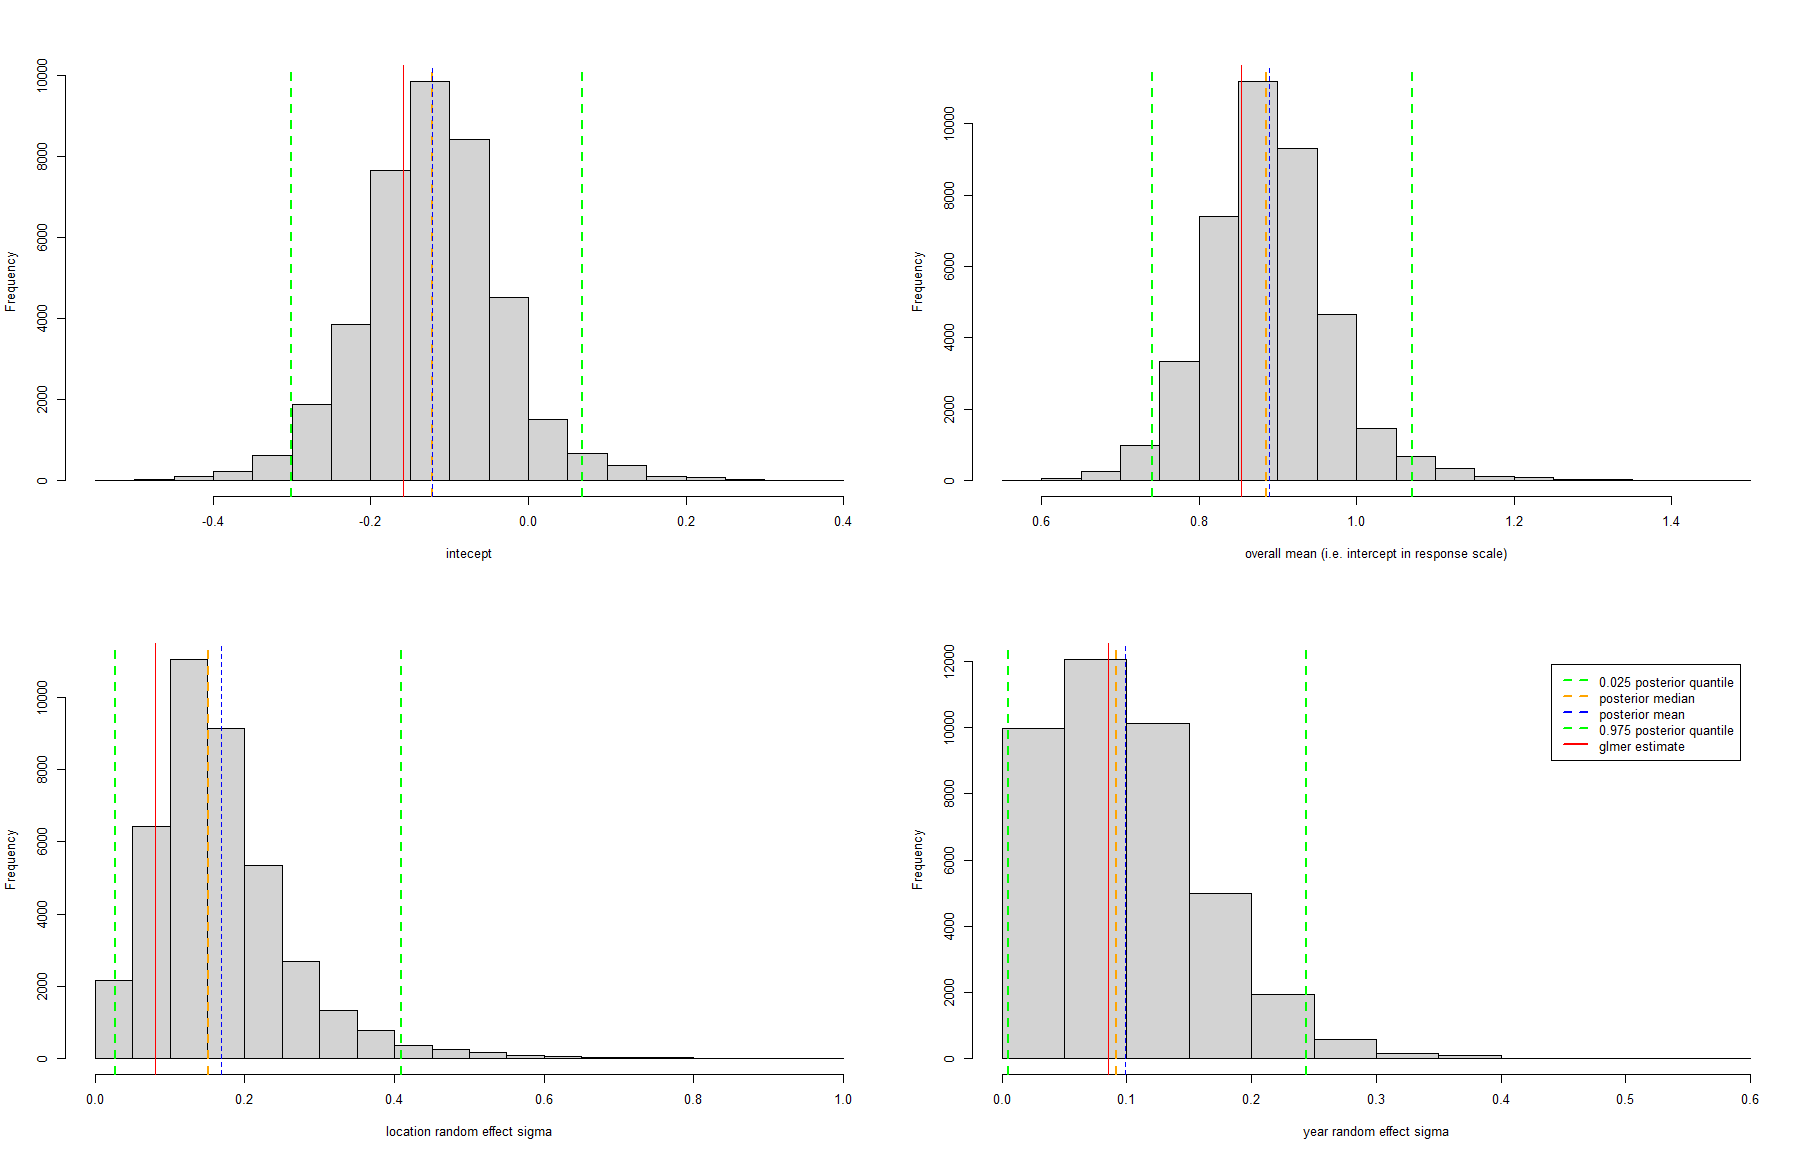 Frequency
0 2000 4000 6000 8000 10000
-0.4 -0.2 0.0 0.2 0.4
intecept
Frequency
0 2000 4000 6000 8000 10000
0.6 0.8 1.0 1.2 1.4
overall mean (i.e. intercept in response scale)
Frequency
0 2000 4000 6000 8000 10000
0.0 0.2 0.4 0.6 0.8 1.0
location random effect sigma
Frequency
0 2000 4000 6000 8000 10000 12000
0.0 0.1 0.2 0.3 0.4 0.5 0.6
year random effect sigma
0.025 posterior quantile
posterior median
posterior mean
0.975 posterior quantile
glmer estimate